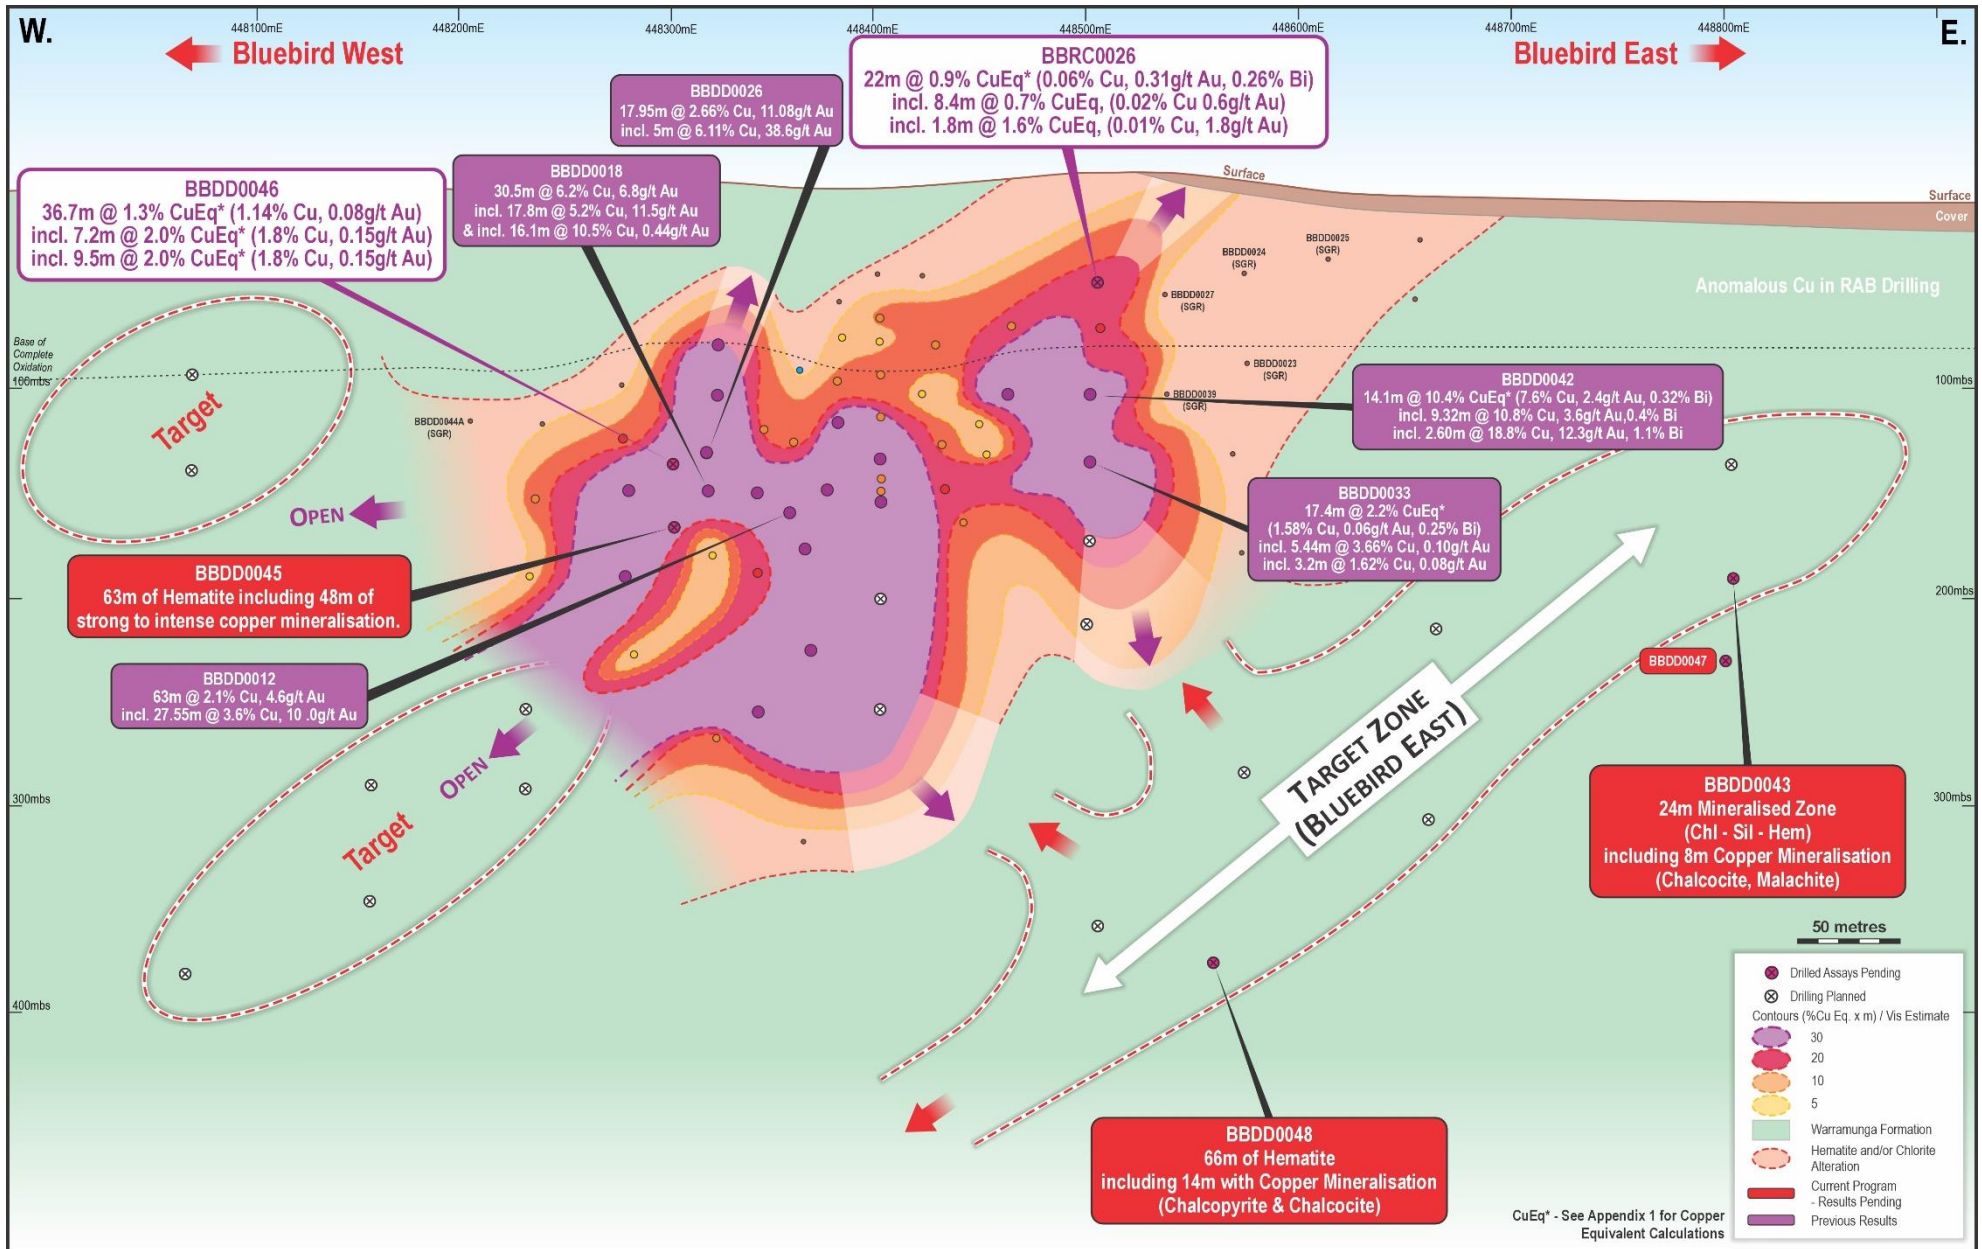 W.
448100mE
448200mE
448300mE
448400mE
448500mE
448600mE
448700mE
448800mE
E.
Bluebird West
Bluebird East
BBDD0026
17.95m @ 2.66% Cu, 11.08g/t Au
incl. 5m @ 6.11% Cu, 38.6g/t Au
BBRC0026
22m @ 0.9% CuEq* (0.06% Cu, 0.31g/t Au, 0.26% Bi)
incl. 8.4m @ 0.7% CuEq, (0.02% Cu 0.6g/t Au)
incl. 1.8m @ 1.6% CuEq, (0.01% Cu, 1.8g/t Au)
BBDD0046
36.7m @ 1.3% CuEq* (1.14% Cu, 0.08g/t Au)
incl. 7.2m @ 2.0% CuEq* (1.8% Cu, 0.15g/t Au)
incl. 9.5m @ 2.0% CuEq* (1.8% Cu, 0.15g/t Au)
BBDD0018
30.5m @ 6.2% Cu, 6.8g/t Au
incl 17.8m @ 5.2% Cu, 11.5g/t Au
& incl. 16.1m @ 10.5% Cu, 0.44g/t Au
Surface
Surface
Cover
BBDD0024
(SGR)
BBDD0025
(SGR)
BBDD0027
(SGR)
Anomalous Cu in RAB Drilling
Base of
Complete
Oxidation
100mbs
100mbs
Target
BBDD0023
(SGR)
BBDD0039
(SGR)
BBDD0044A
(SGR)
BBDD0042
14.1m @ 10.4% CuEq* (7.6% Cu, 2.4g/t Au, 0.32% Bi)
incl. 9.32m @ 10.8% Cu, 3.6g/t Au,0.4% Bi
incl. 2.60m @ 18.8% Cu, 12.3g/t Au, 1.1% Bi
OPEN
BBDD0033
17.4m @ 2.2% CuEq*
(1.58% Cu, 0.06g/t Au, 0.25% Bi)
incl. 5.44m @ 3.66% Cu, 0.10g/t Au
incl. 3.2m @ 1.62% Cu, 0.08g/t Au
BBDD0045
63m of Hematite including 48m of
strong to intense copper mineralisation.
200mbs
BBDD0047
BBDD0012
63m @ 2.1% Cu, 4.6g/t Au
incl. 27.55m @ 3.6% Cu, 10 .0g/t Au
OPEN
Target
TARGET ZONE
(BLUEBIRD EAST)
300mbs
300mbs
BBDD0043
24m Mineralised Zone
(Chl - Sil - Hem)
including 8m Copper Mineralisation
(Chalcocite, Malachite)
400mbs
50 metres
Drilled Assays Pending
Drilling Planned
Contours (%Cu Eq. x m) / Vis Estimate
30
20
10
5
Warramunga Formation
Hematite and/or Chlorite
Alteration
Current Program
- Results Pending
Previous Results
BBDD0048
66m of Hematite
including 14m with Copper Mineralisation
(Chalcopyrite & Chalcocite)
CuEq* - See Appendix 1 for Copper
Equivalent Calculations